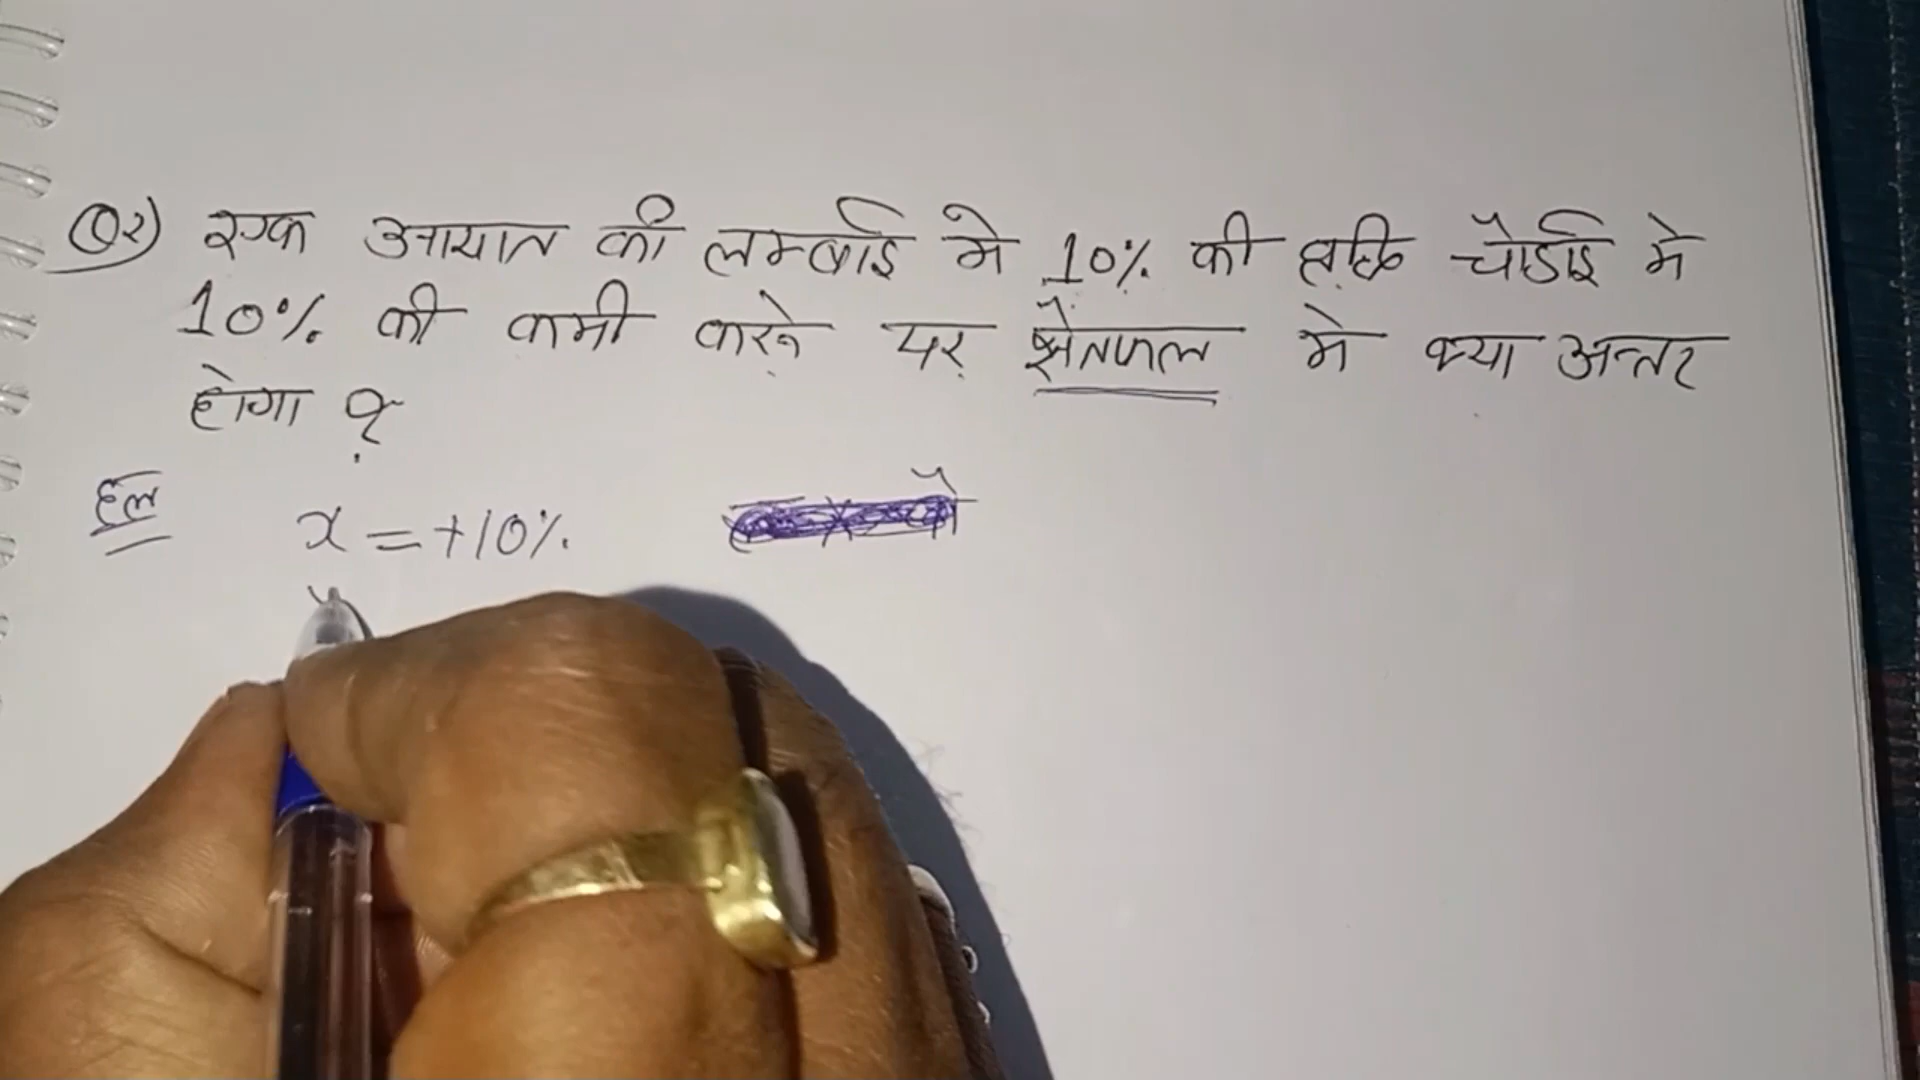 Q2) एक आयात की लम्बाई मे 10% की वृद्धि चौडाई मे
10% की कमी करने पर क्षेत्रफल मे क्या अन्तर
होगा ?
हल
x = +10%